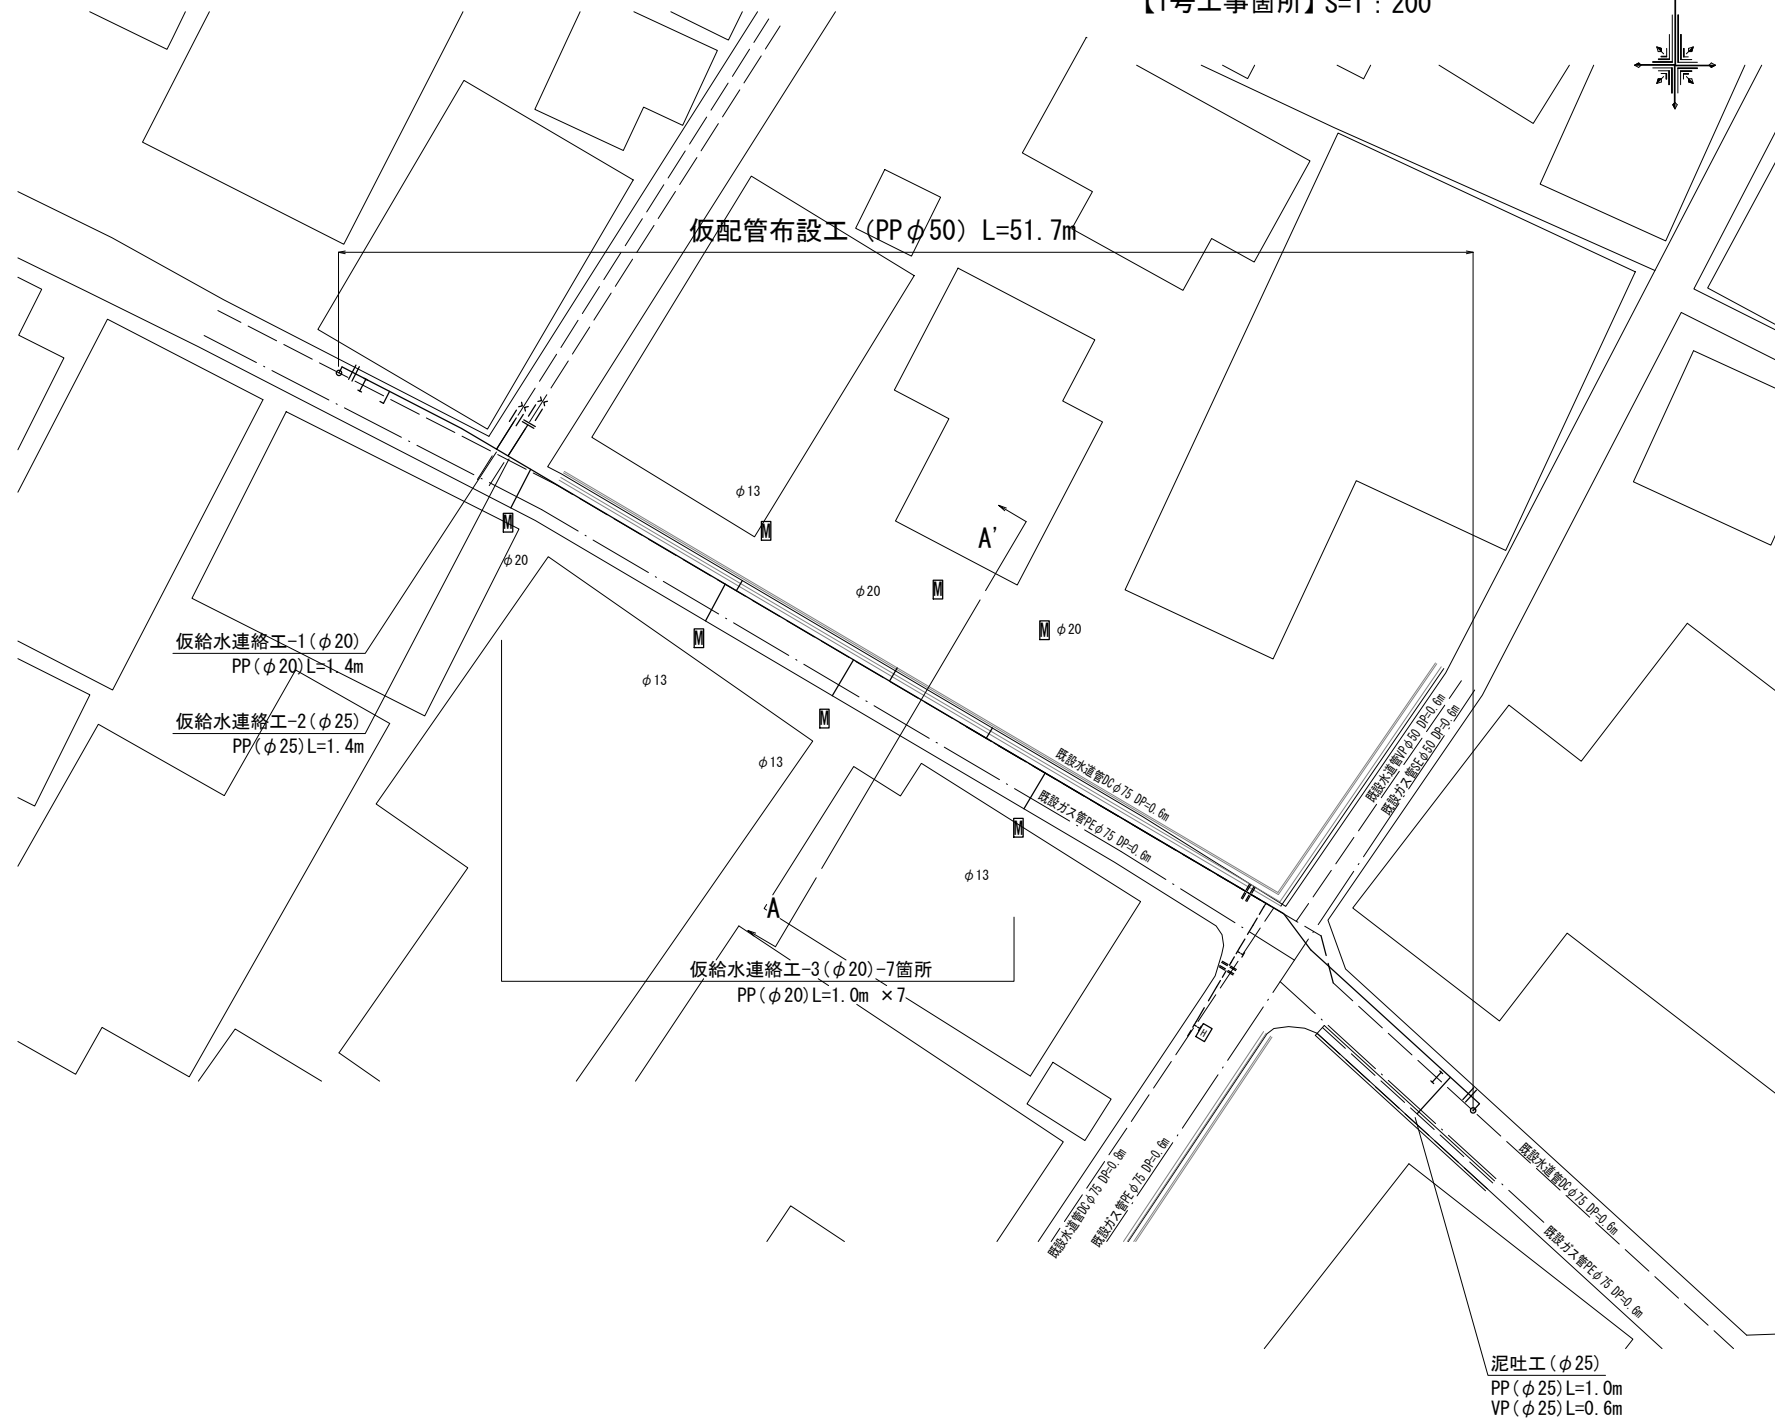 【1号工事箇所】S=1：200
仮配管布設工（PPφ50）L=51.7m
φ13
M
M
A'
φ20
φ20
M
M φ20
仮給水連絡工-1(φ20)
PP(φ20)L=1.4m
M
φ13
仮給水連絡工-2(φ25)
PP(φ25)L=1.4m
M
φ13
既設水道管VPφ50 DP=0.6m
既設ガス管SEφ50 DP=0.6m
既設水道管DCφ75 DP=0.6m
既設ガス管PEφ75 DP=0.6m
M
φ13
A
仮給水連絡工-3(φ20)-7箇所
PP(φ20)L=1.0m ×7
H
既設水道管DCφ75 DP=0.8m
既設ガス管PEφ75 DP=0.6m
既設水道管DCφ75 DP=0.6m
既設ガス管PEφ75 DP=0.6m
泥吐工(φ25)
PP(φ25)L=1.0m
VP(φ25)L=0.6m